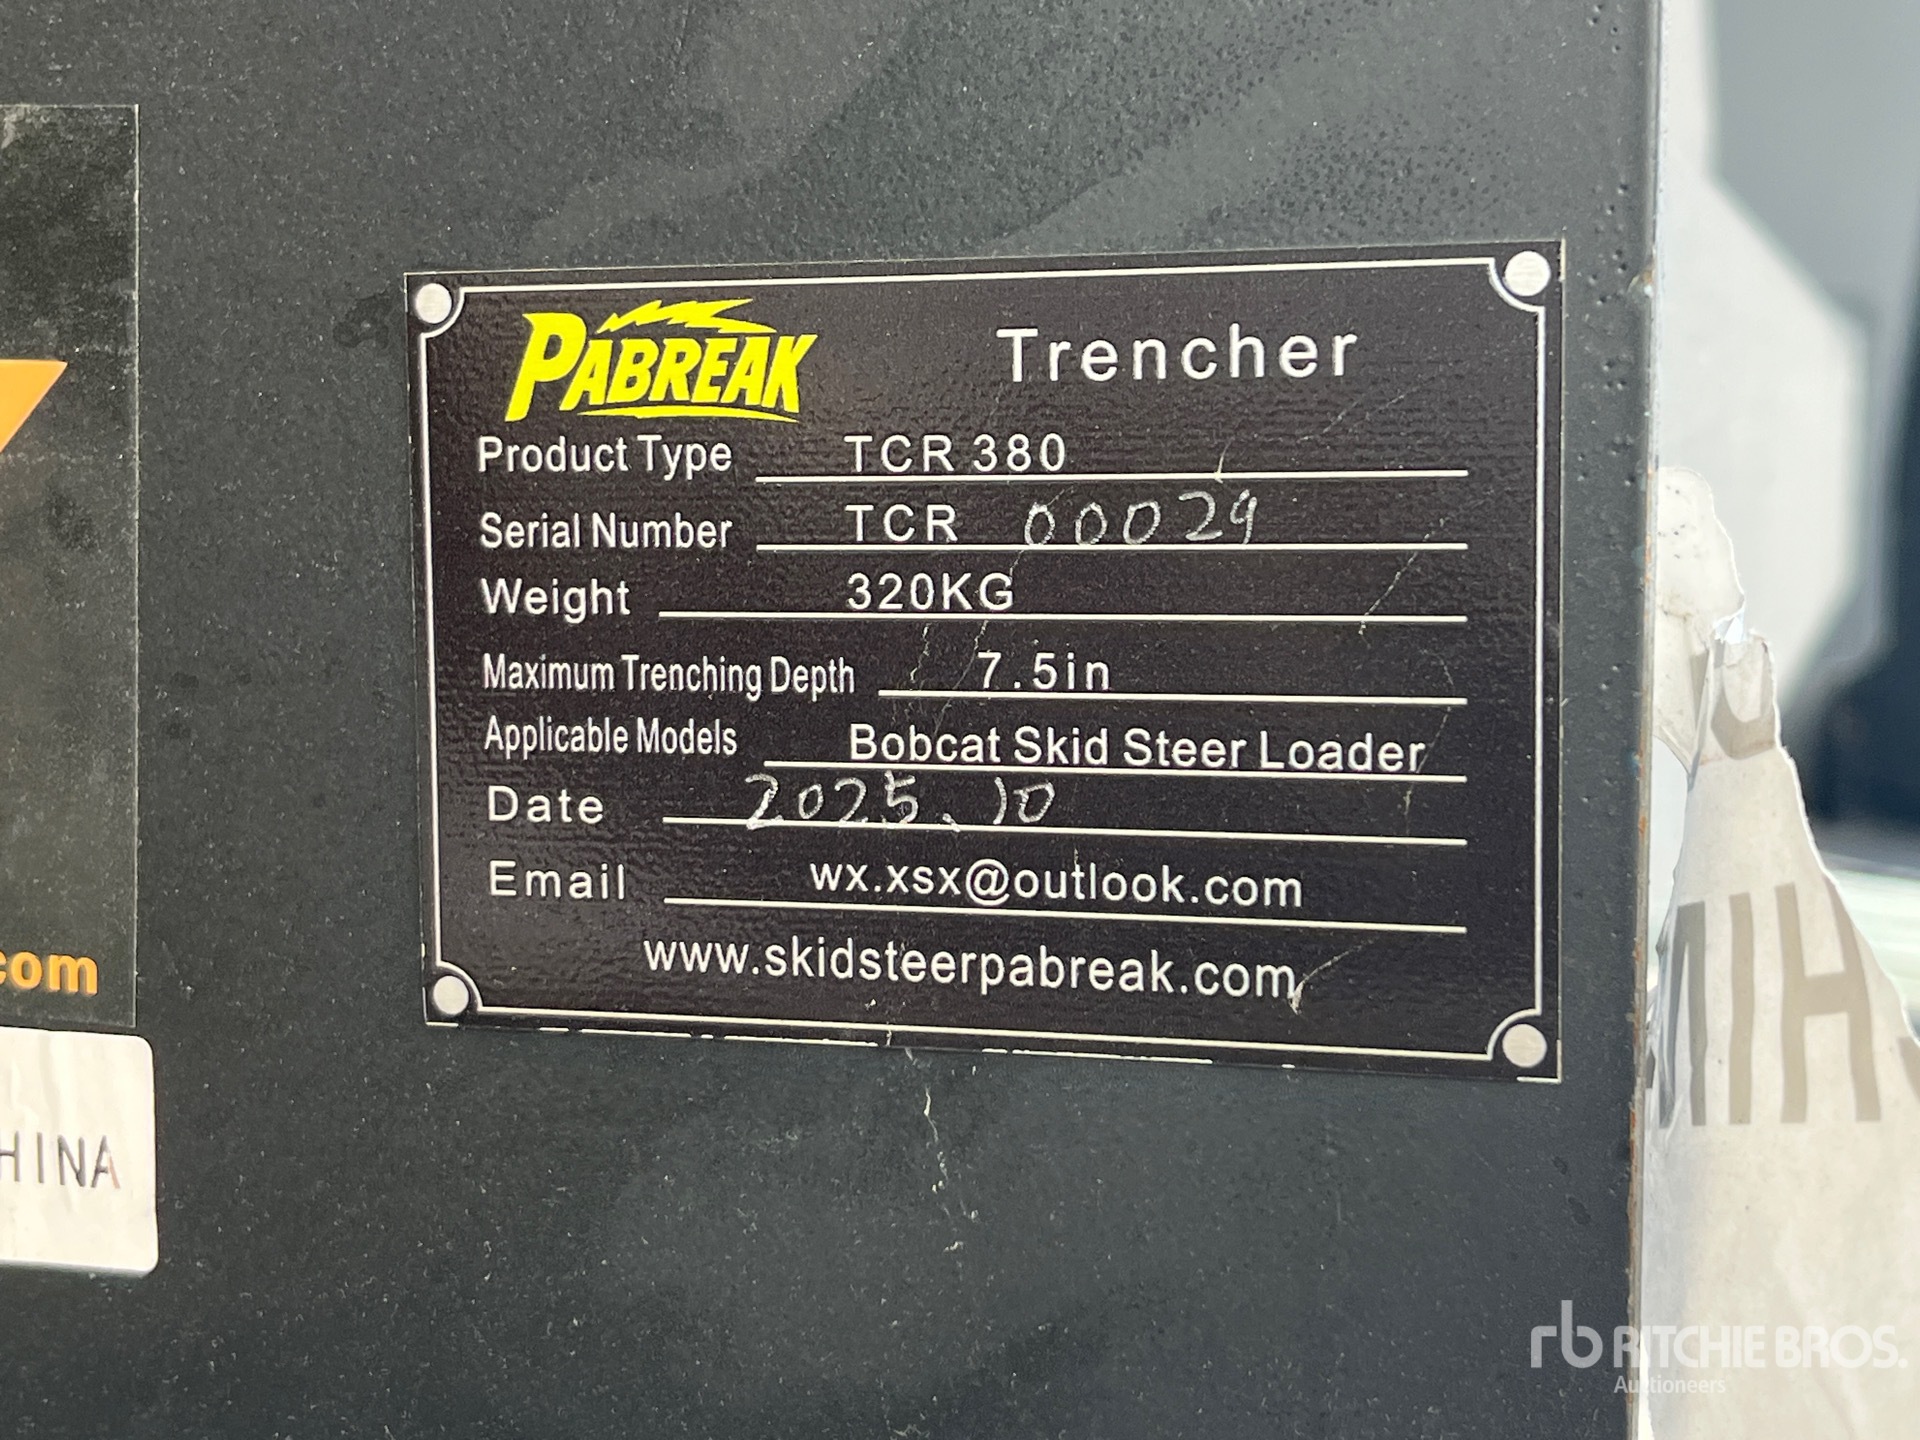 PABREAK
Trencher
Product Type TCR 380
Serial Number TCR 00029
Weight 320KG
Maximum Trenching Depth 7.5in
Applicable Models Bobcat Skid Steer Loader
Date 2025.10
Email wx.xsx@outlook.com
www.skidsteerpabreak.com
com
HINA
rb RITCHIE BROS.
Auctioneers